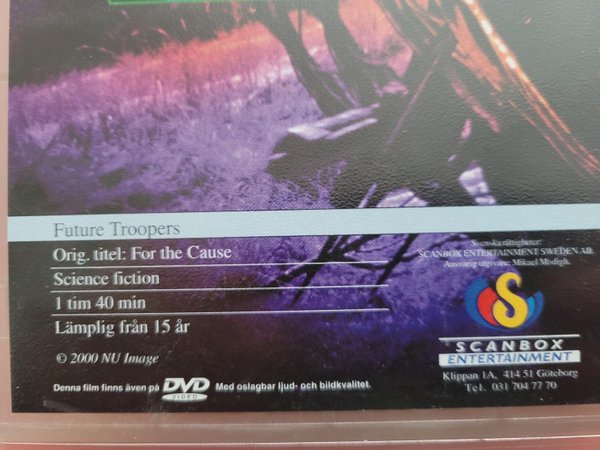 Future Troopers
Orig. titel: For the Cause
Science fiction
1 tim 40 min
Lämplig från 15 år
© 2000 NU Image
Denna film finns även på DVD VIDEO Med oslagbar ljud- och bildkvalitet.
Svenska rättigheter:
SCANBOX ENTERTAINMENT SWEDEN AB.
Ansvarig utgivare: Mikael Modigh.
S
SCANBOX
ENTERTAINMENT
Klippan 1A, 414 51 Göteborg
Tel. 031 704 77 70